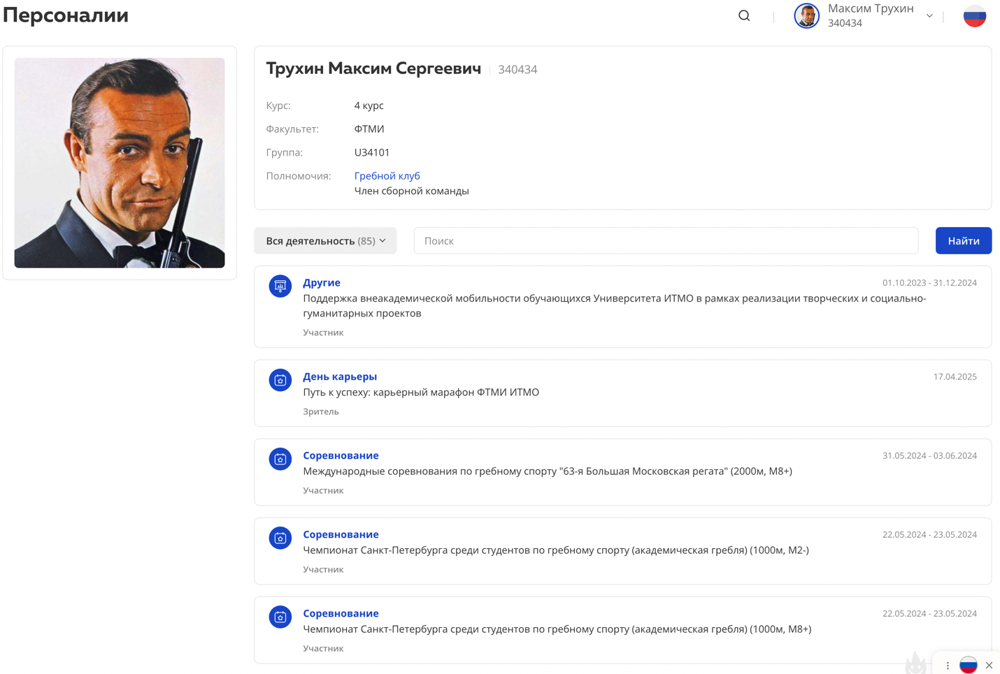 Персоналии
Максим Трухин
340434
Трухин Максим Сергеевич
340434
Курс: 4 курс
Факультет: ФТМИ
Группа: U34101
Полномочия: Гребной клуб
Член сборной команды
Вся деятельность (85)
Поиск
Найти
Другие
01.10.2023 - 31.12.2024
Поддержка внеакадемической мобильности обучающихся Университета ИТМО в рамках реализации творческих и социально-
гуманитарных проектов
Участник
День карьеры
17.04.2025
Путь к успеху: карьерный марафон ФТМИ ИТМО
Зритель
Соревнование
31.05.2024 - 03.06.2024
Международные соревнования по гребному спорту "63-я Большая Московская регата" (2000м, М8+)
Участник
Соревнование
22.05.2024 - 23.05.2024
Чемпионат Санкт-Петербурга среди студентов по гребному спорту (академическая гребля) (1000м, М2-)
Участник
Соревнование
22.05.2024 - 23.05.2024
Чемпионат Санкт-Петербурга среди студентов по гребному спорту (академическая гребля) (1000м, М8+)
Участник